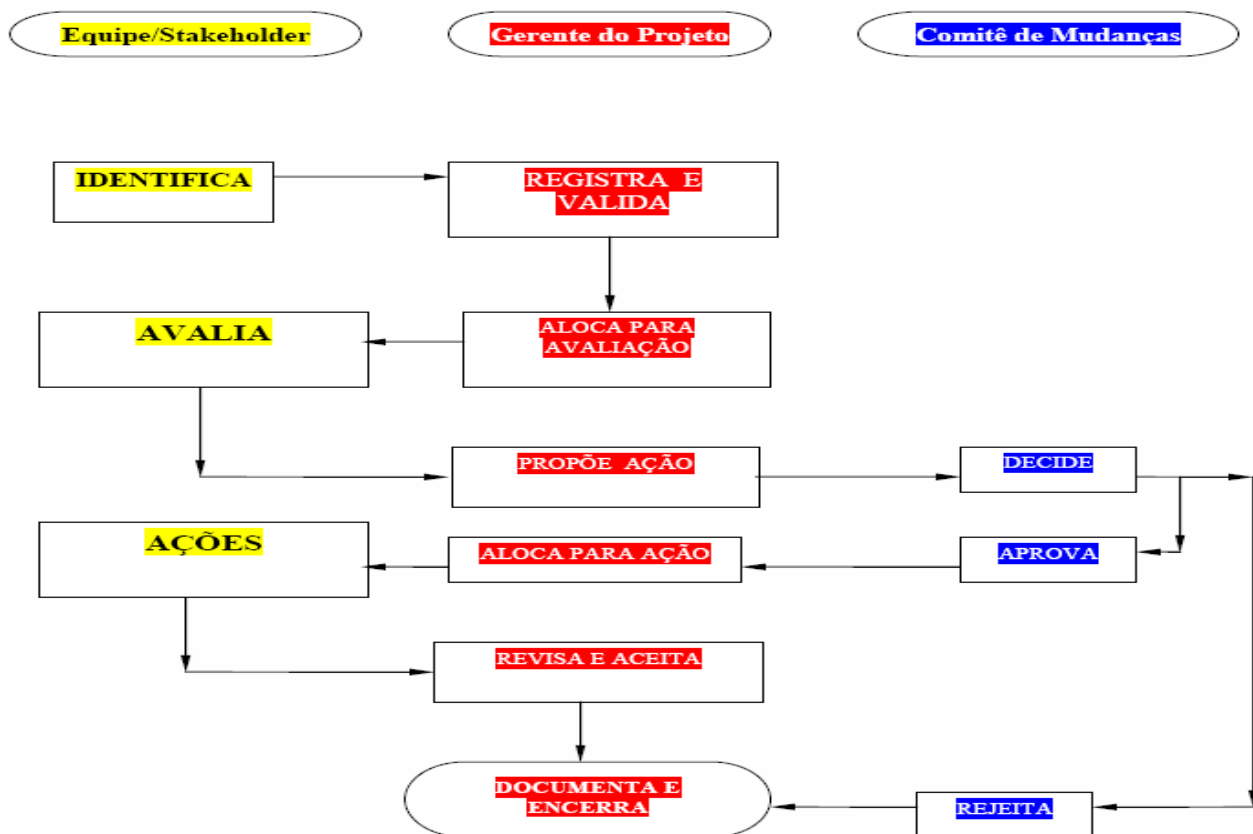 Equipe/Stakeholder
Gerente do Projeto
Comitê de Mudanças
IDENTIFICA
REGISTRA E
VALIDA
AVALIA
ALOCA PARA
AVALIAÇÃO
PROPÕE AÇÃO
DECIDE
AÇÕES
ALOCA PARA AÇÃO
APROVA
REVISA E ACEITA
DOCUMENTA E
ENCERRA
REJEITA